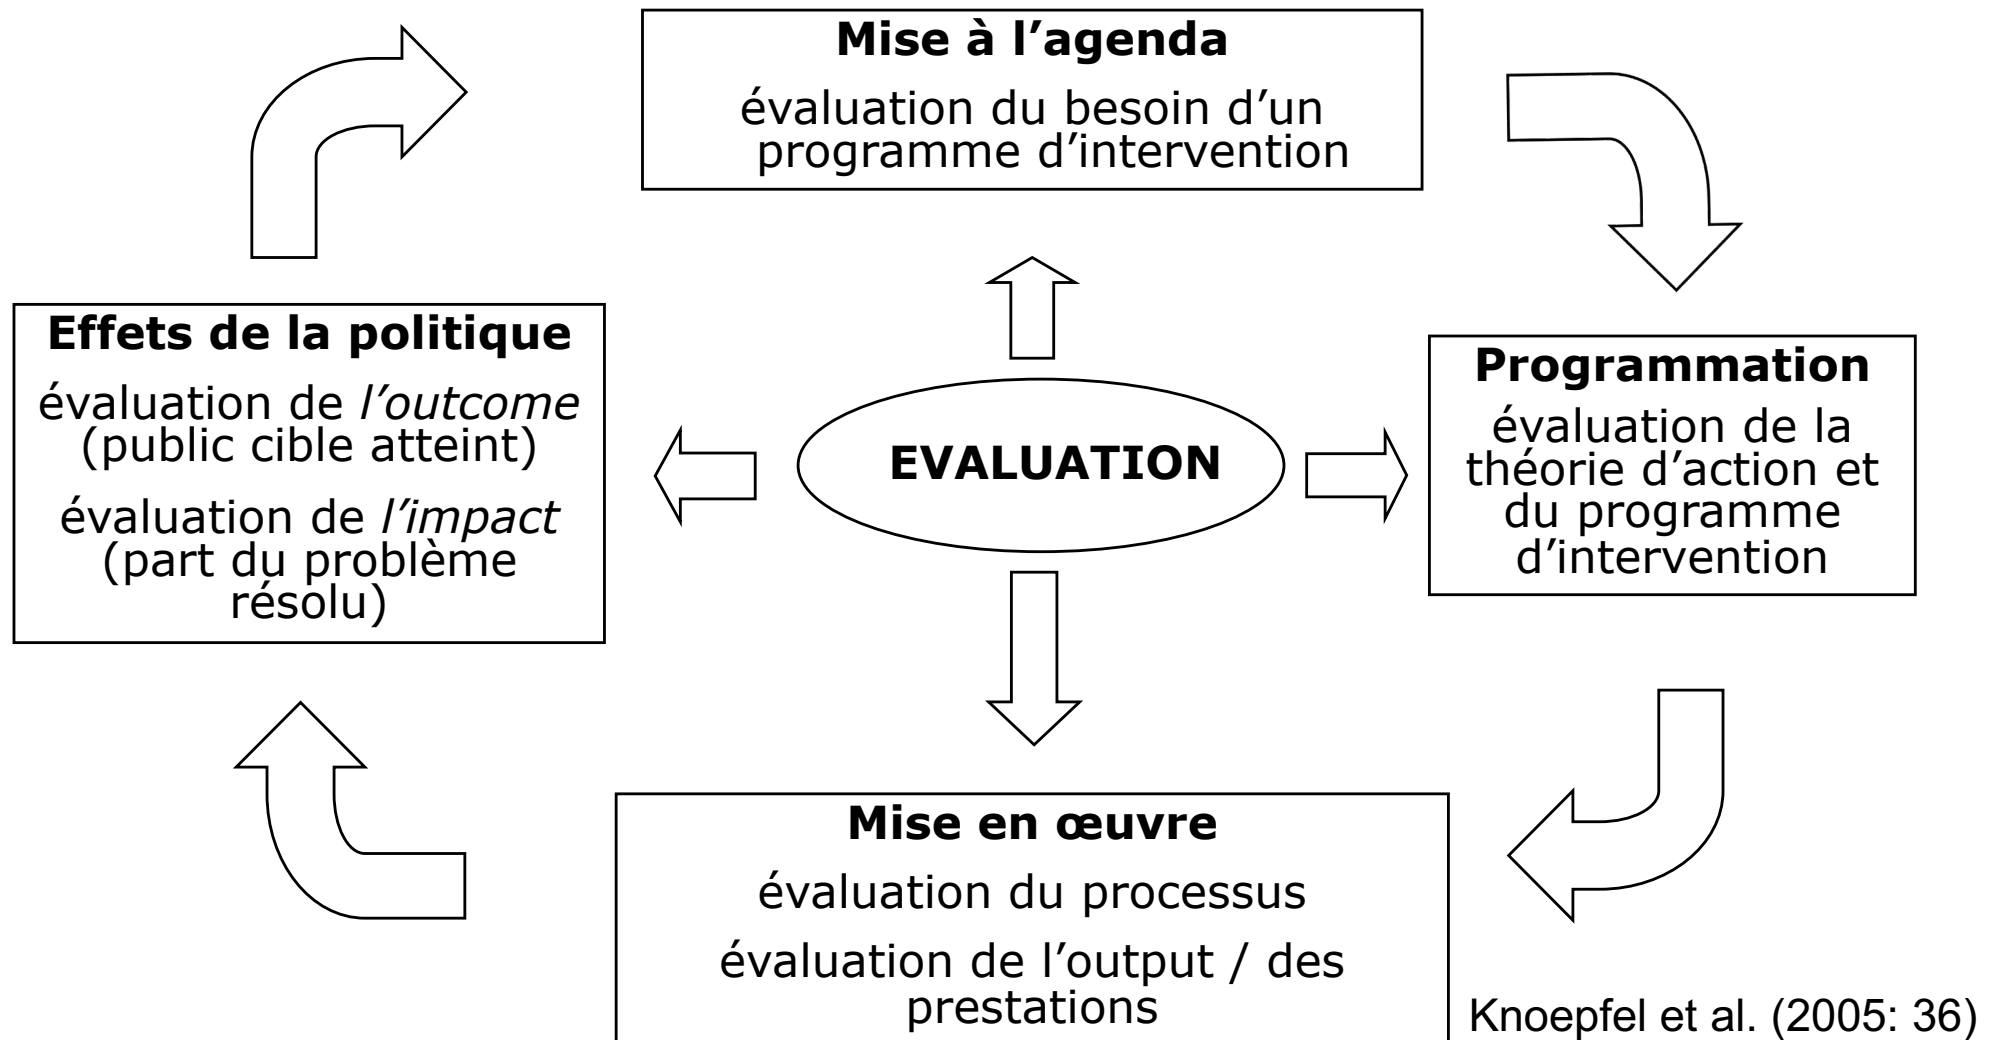 Mise à l’agenda
évaluation du besoin d’un
programme d’intervention
Effets de la politique
évaluation de l’outcome
(public cible atteint)
évaluation de l’impact
(part du problème
résolu)
EVALUATION
Programmation
évaluation de la
théorie d’action et
du programme
d’intervention
Mise en œuvre
évaluation du processus
évaluation de l’output / des
prestations
Knoepfel et al. (2005: 36)